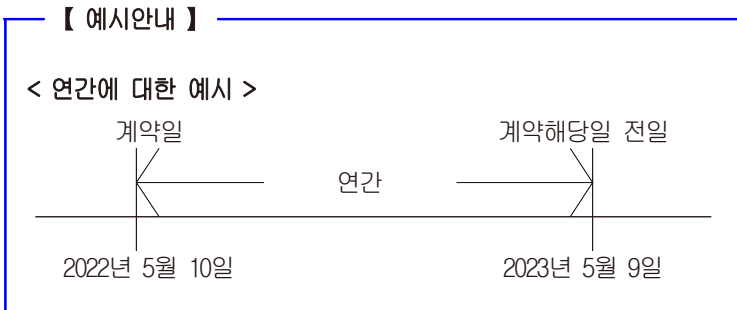 【 예시안내 】
< 연간에 대한 예시 >
계약일 계약해당일 전일
연간
2022년 5월 10일 2023년 5월 9일